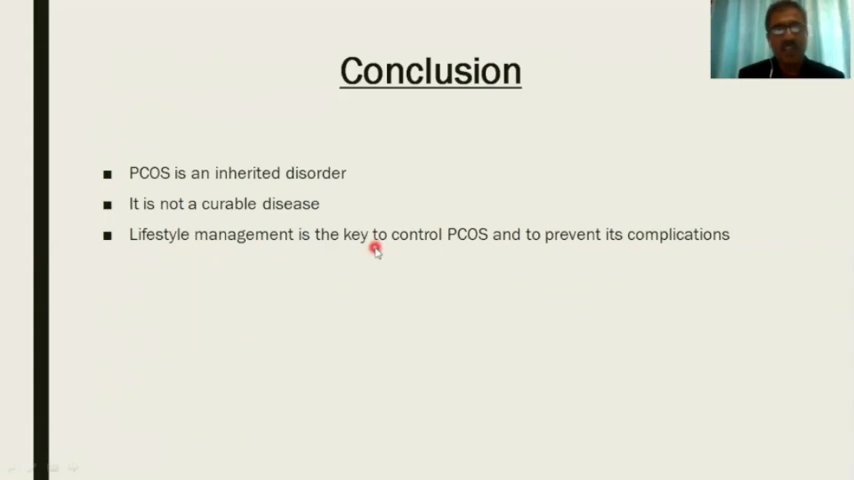 Conclusion
PCOS is an inherited disorder
It is not a curable disease
Lifestyle management is the key to control PCOS and to prevent its complications